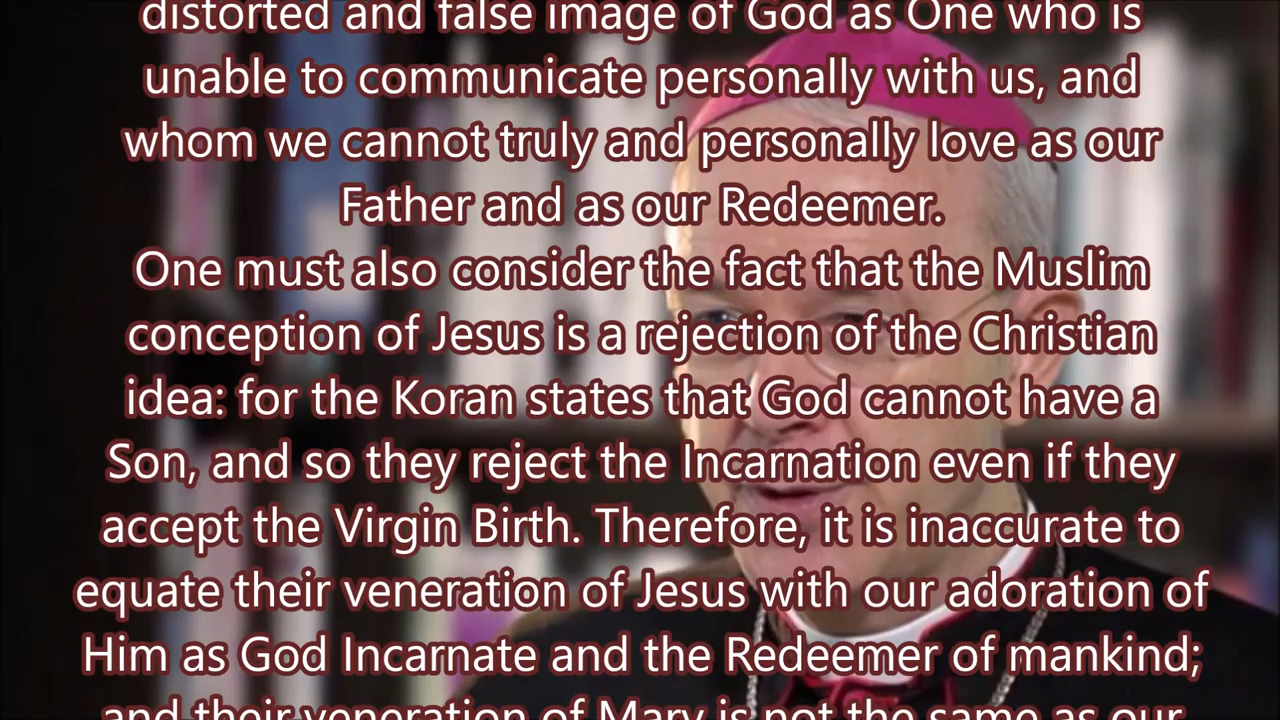 distorted and false image of God as One who is
unable to communicate personally with us, and
whom we cannot truly and personally love as our
Father and as our Redeemer.
One must also consider the fact that the Muslim
conception of Jesus is a rejection of the Christian
idea: for the Koran states that God cannot have a
Son, and so they reject the Incarnation even if they
accept the Virgin Birth. Therefore, it is inaccurate to
equate their veneration of Jesus with our adoration of
Him as God Incarnate and the Redeemer of mankind;
and their veneration of Mary is not the same as our